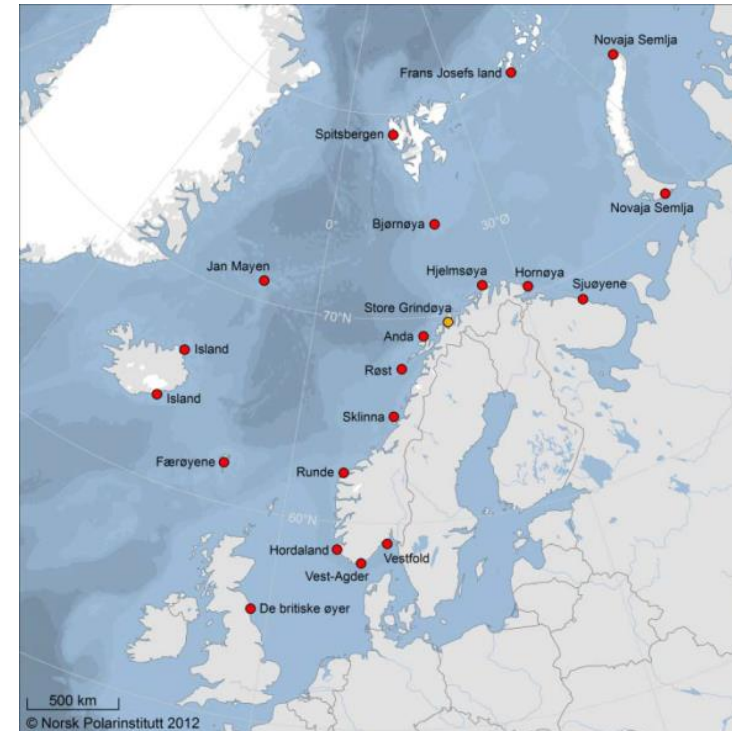 Novaja Semlja
Frans Josefs land
Spitsbergen
Novaja Semlja
Bjørnøya
30°Ø
0°
Jan Mayen
Hjelmsøya
Hornøya
Sjuøyene
Store Grindøya
70°N
Anda
Island
Røst
Island
Sklinna
Færøyene
Runde
60°N
Hordaland
Vestfold
Vest-Agder
De britiske øyer
500 km
© Norsk Polarinstitutt 2012